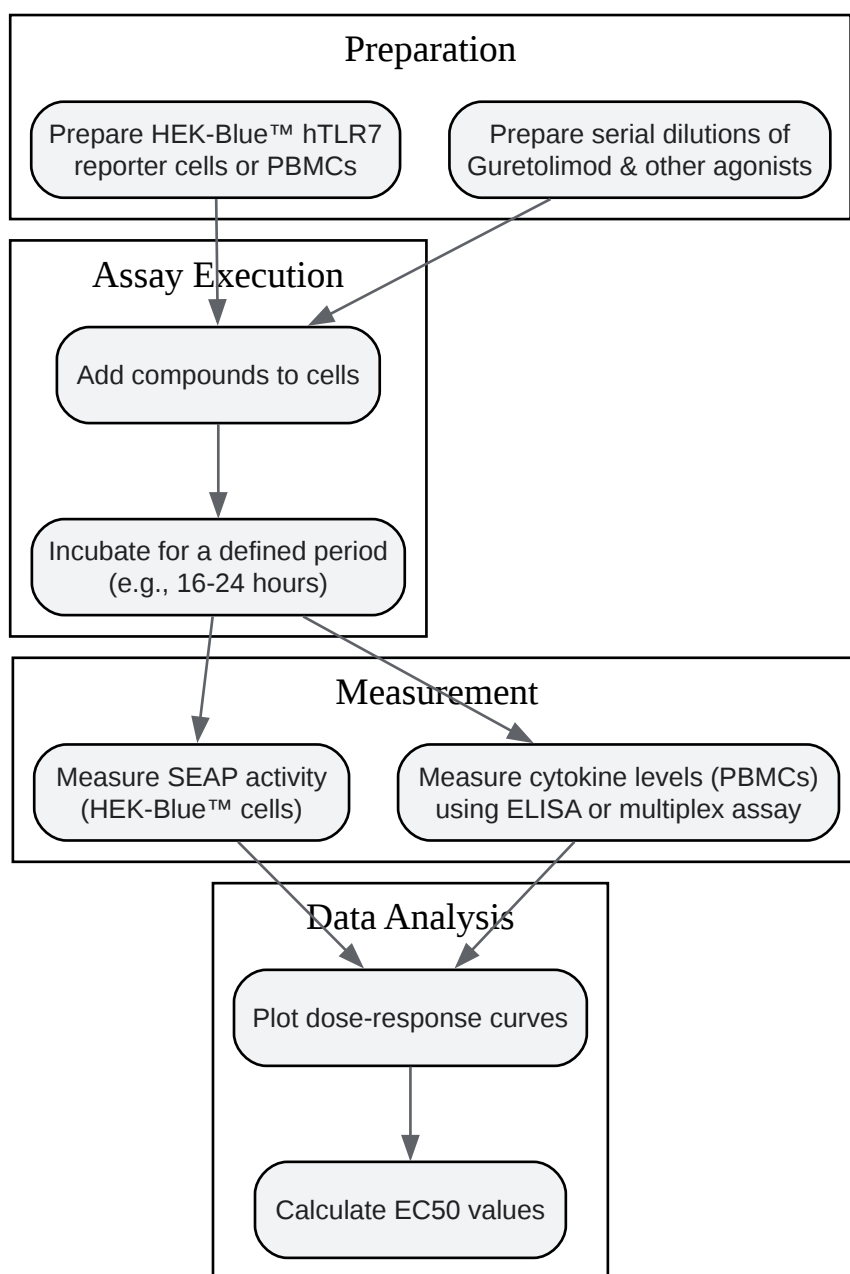 Preparation
Prepare HEK-Blue™ hTLR7
reporter cells or PBMCs
Prepare serial dilutions of
Guretolimod & other agonists
Assay Execution
Add compounds to cells
Incubate for a defined period
(e.g., 16-24 hours)
Measurement
Measure SEAP activity
(HEK-Blue™ cells)
Measure cytokine levels (PBMCs)
using ELISA or multiplex assay
Data Analysis
Plot dose-response curves
Calculate EC50 values